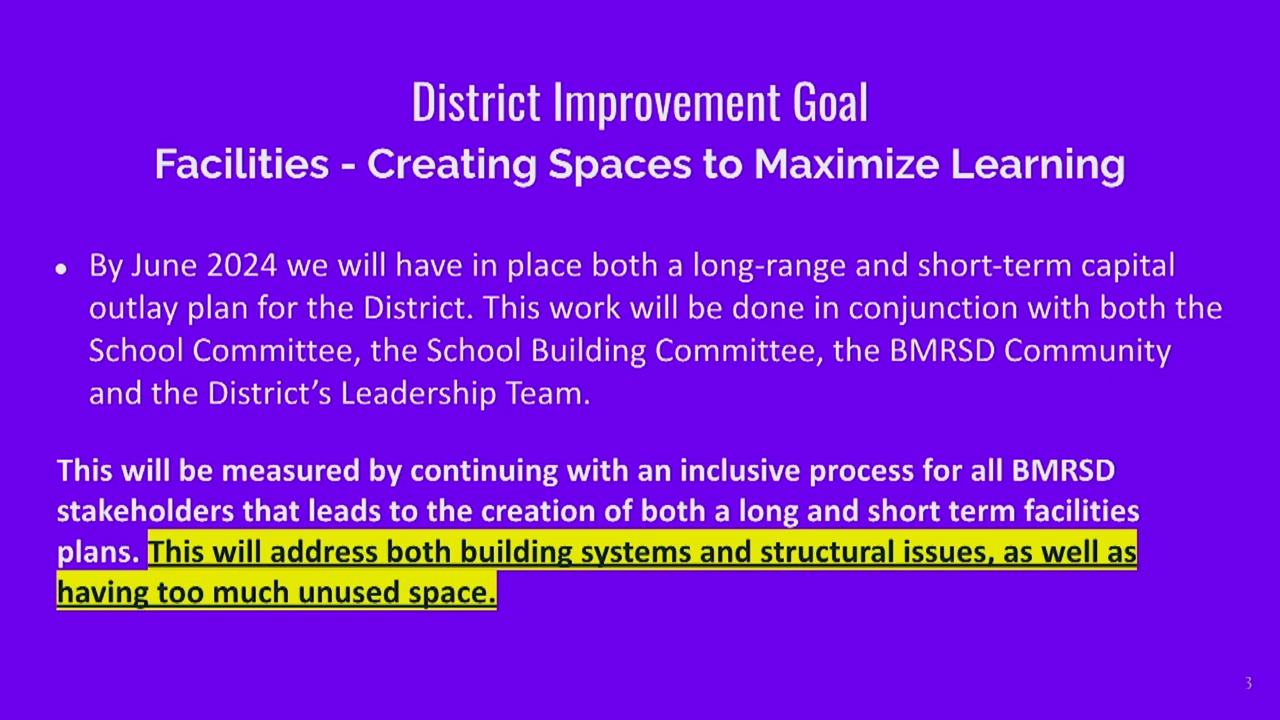 District Improvement Goal
Facilities - Creating Spaces to Maximize Learning
• By June 2024 we will have in place both a long-range and short-term capital
outlay plan for the District. This work will be done in conjunction with both the
School Committee, the School Building Committee, the BMRSD Community
and the District’s Leadership Team.
This will be measured by continuing with an inclusive process for all BMRSD
stakeholders that leads to the creation of both a long and short term facilities
plans. This will address both building systems and structural issues, as well as
having too much unused space.
3